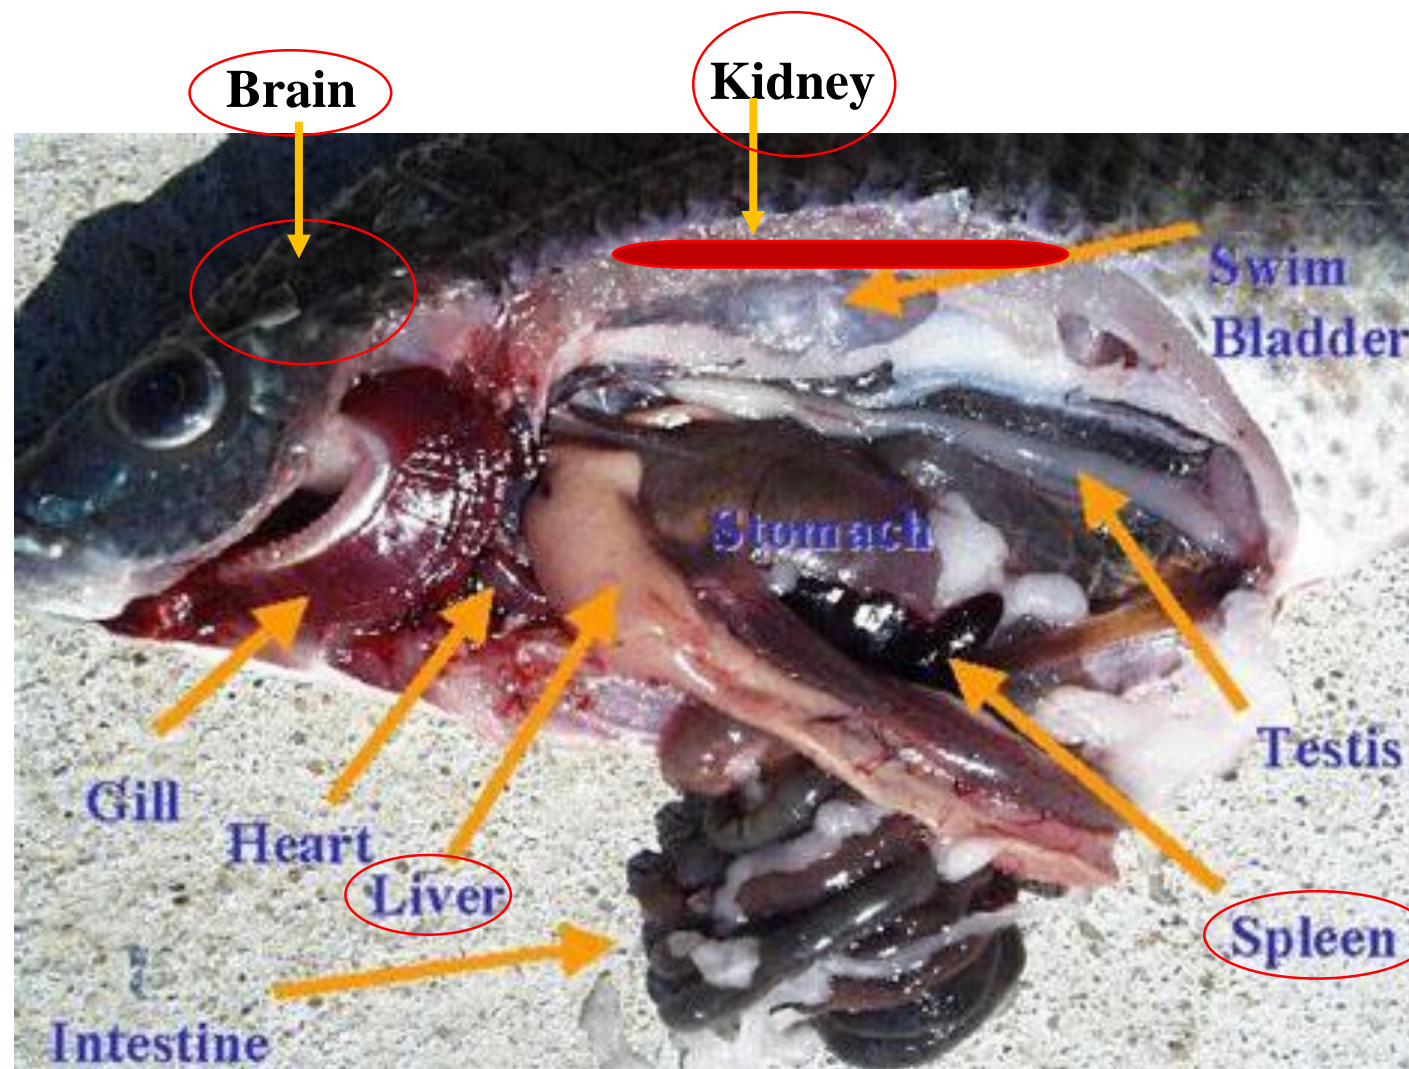 Brain
Kidney
Swim
Bladder
Stomach
Testis
Gill
Heart
Liver
Spleen
Intestine